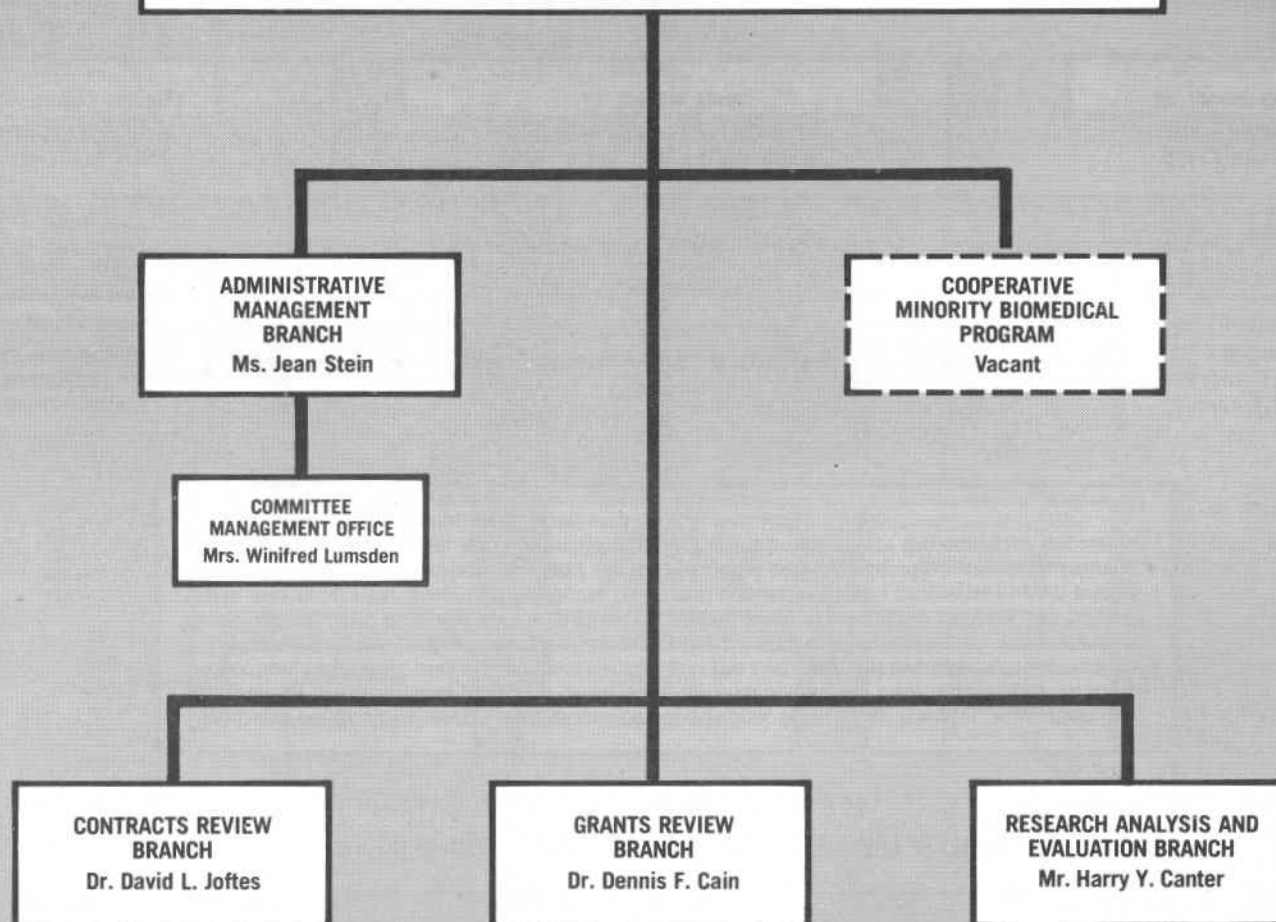 ADMINISTRATIVE
MANAGEMENT
BRANCH
Ms. Jean Stein
COOPERATIVE
MINORITY BIOMEDICAL
PROGRAM
Vacant
COMMITTEE
MANAGEMENT OFFICE
Mrs. Winifred Lumsden
CONTRACTS REVIEW
BRANCH
Dr. David L. Joftes
GRANTS REVIEW
BRANCH
Dr. Dennis F. Cain
RESEARCH ANALYSIS AND
EVALUATION BRANCH
Mr. Harry Y. Canter